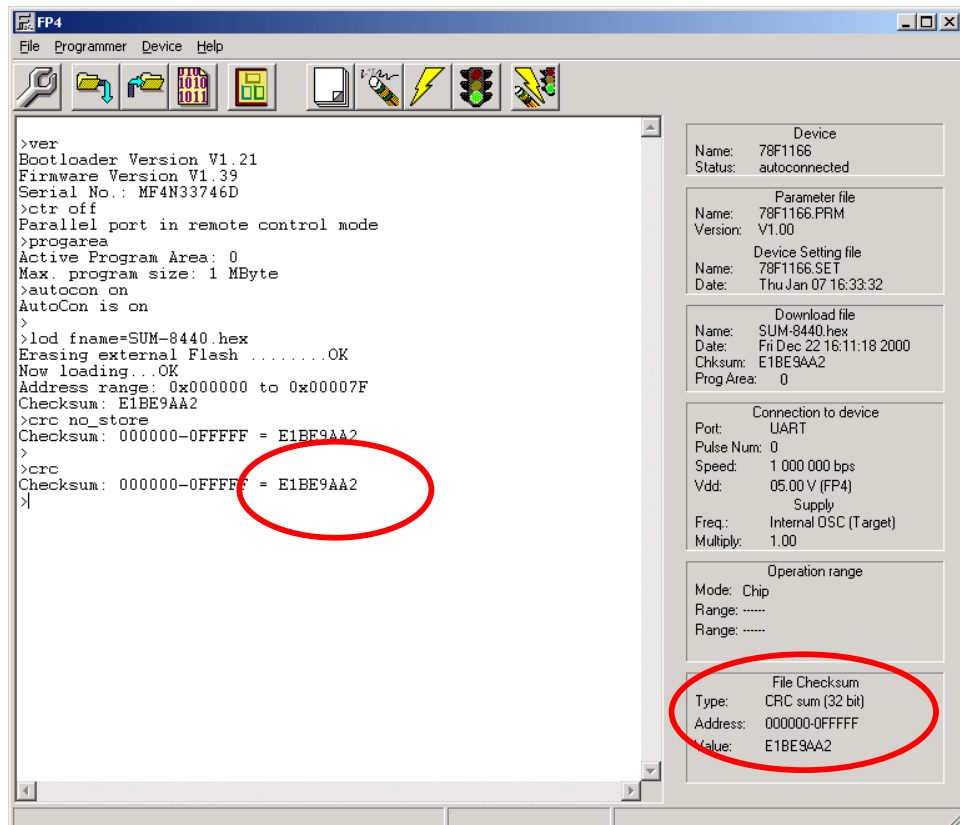 FP4
File Programmer Device Help
>ver
Bootloader Version V1.21
Firmware Version V1.39
Serial No.: MF4N33746D
>ctr off
Parallel port in remote control mode
>progarea
Active Program Area: 0
Max. program size: 1 MByte
>autocon on
AutoCon is on
>
>lod fname=SUM-8440.hex
Erasing external Flash ........OK
Now loading...OK
Address range: 0x000000 to 0x00007F
Checksum: E1BE9AA2
>crc no_store
Checksum: 000000-0FFFFF = E1BE9AA2
>
>crc
Checksum: 000000-0FFFFF = E1BE9AA2
>
Device
Name: 78F1166
Status: autoconnected
Parameter file
Name: 78F1166.PRM
Version: V1.00
Device Setting file
Name: 78F1166.SET
Date: Thu Jan 07 16:33:32
Download file
Name: SUM-8440.hex
Date: Fri Dec 22 16:11:18 2000
Chksum: E1BE9AA2
Prog Area: 0
Connection to device
Port: UART
Pulse Num: 0
Speed: 1 000 000 bps
Vdd: 05.00 V (FP4)
Supply
Freq.: Internal OSC (Target)
Multiply: 1.00
Operation range
Mode: Chip
Range: ------
Range: ------
File Checksum
Type: CRC sum (32 bit)
Address: 000000-0FFFFF
Value: E1BE9AA2